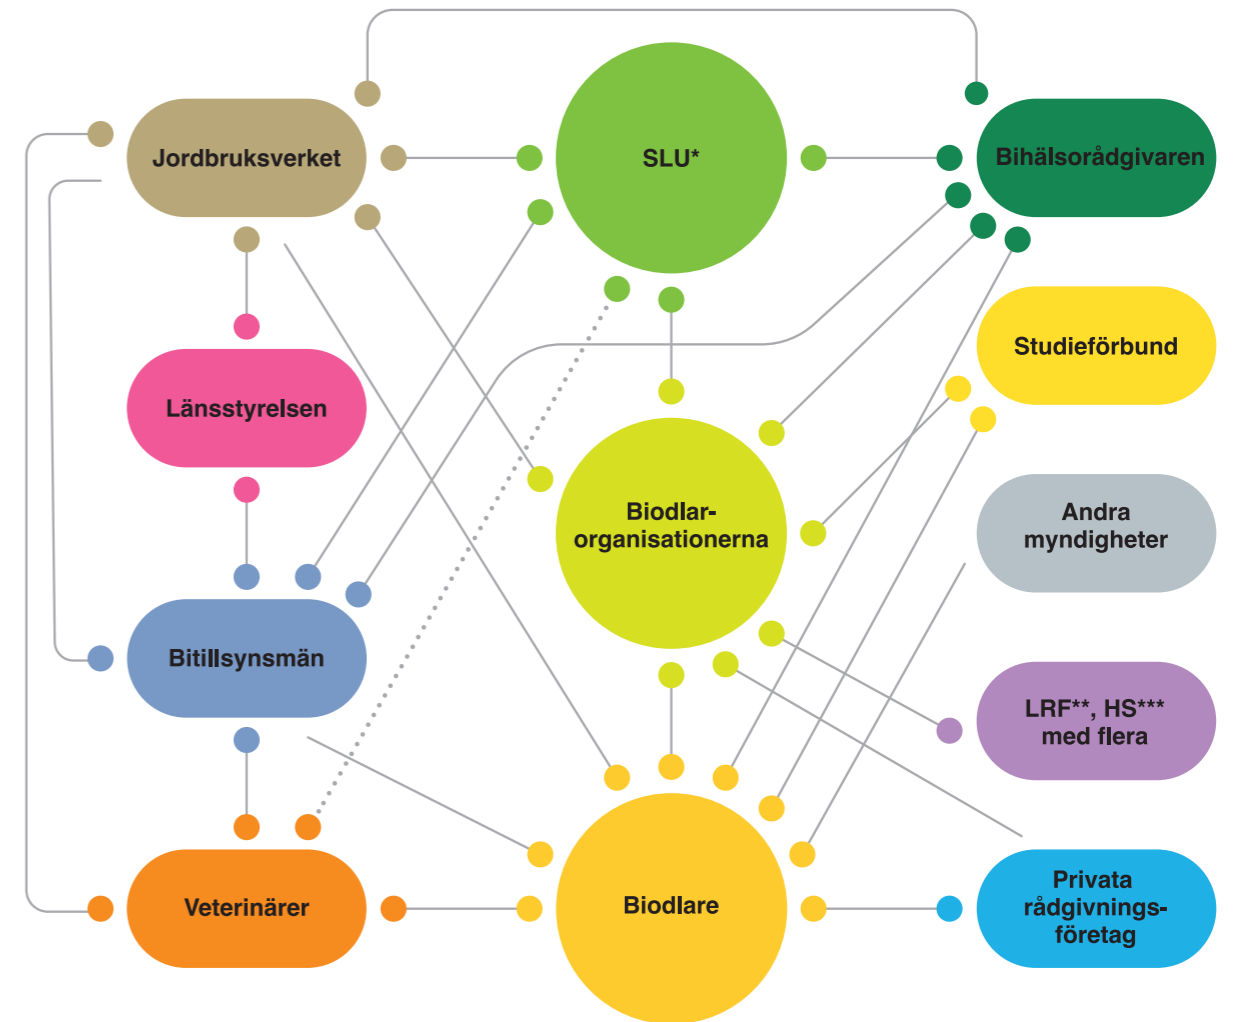 Jordbruksverket
SLU*
Bihälsorådgivaren
Studieförbund
Länsstyrelsen
Biodlar-
organisationerna
Andra
myndigheter
Bitillsynsmän
LRF**, HS***
med flera
Veterinärer
Biodlare
Privata
rådgivnings-
företag